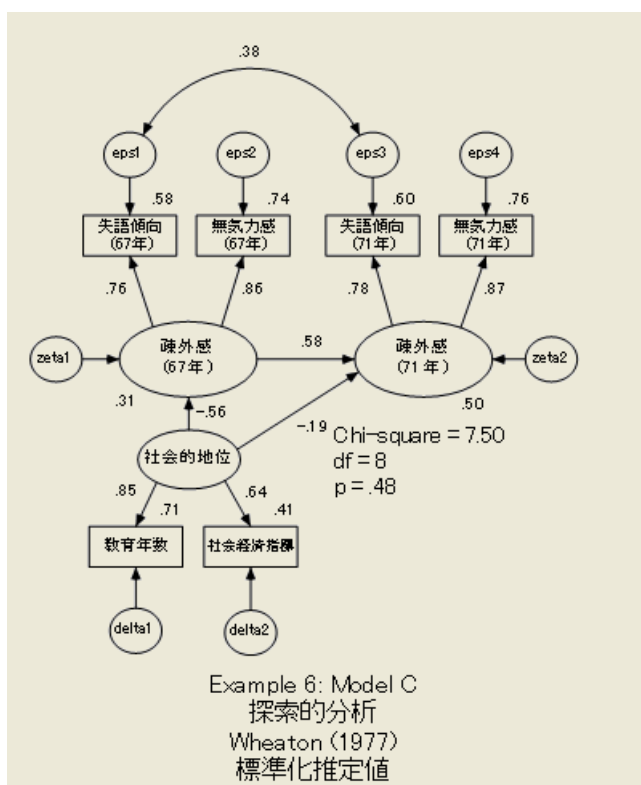 .38
eps1 eps2 eps3 eps4
.58 .74 .60 .76
失語傾向 無気力感 失語傾向 無気力感
(67年) (67年) (71年) (71年)
.76 .86 .78 .87
zeta1 疎外感 .58 疎外感 zeta2
(67年) (71年)
.31 .50
-.56
-.19
社会的地位
Chi-square = 7.50
df = 8
p = .48
.85 .64
.71 .41
教育年数 社会経済指標
delta1 delta2
Example 6: Model C
探索的分析
Wheaton (1977)
標準化推定値